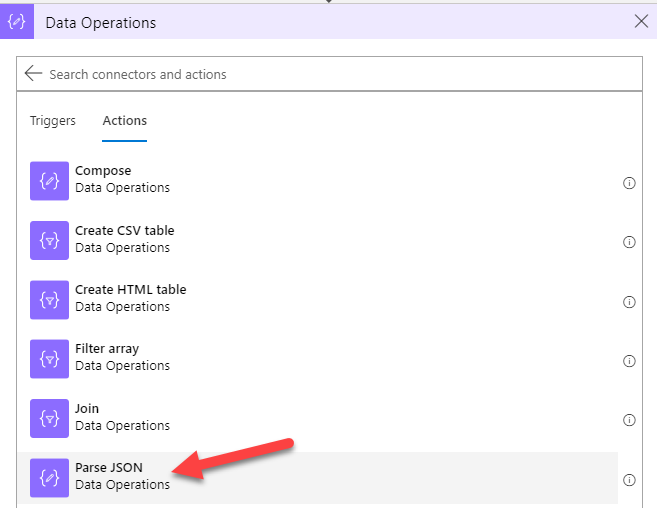 Data Operations
Search connectors and actions
Triggers Actions
Compose
Data Operations
Create CSV table
Data Operations
Create HTML table
Data Operations
Filter array
Data Operations
Join
Data Operations
Parse JSON
Data Operations